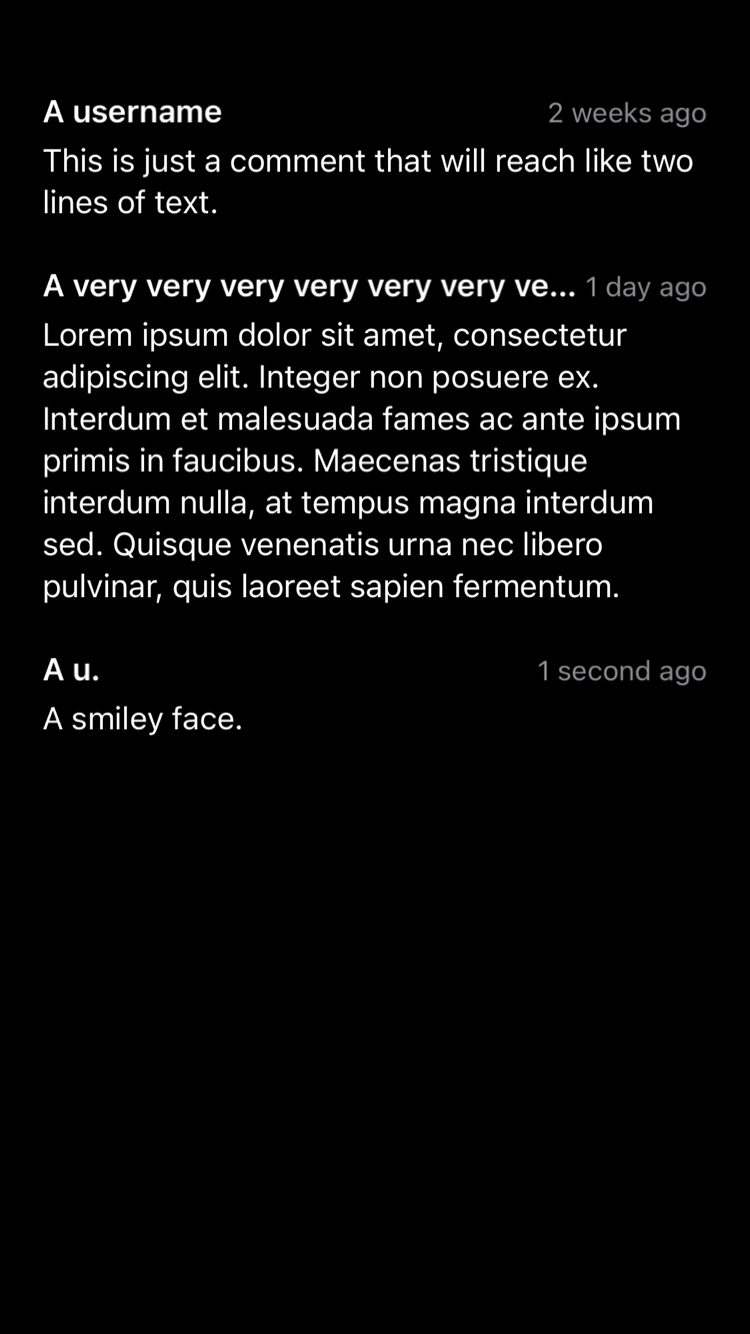 A username 2 weeks ago
This is just a comment that will reach like two
lines of text.
A very very very very very very ve... 1 day ago
Lorem ipsum dolor sit amet, consectetur
adipiscing elit. Integer non posuere ex.
Interdum et malesuada fames ac ante ipsum
primis in faucibus. Maecenas tristique
interdum nulla, at tempus magna interdum
sed. Quisque venenatis urna nec libero
pulvinar, quis laoreet sapien fermentum.
A u. 1 second ago
A smiley face.